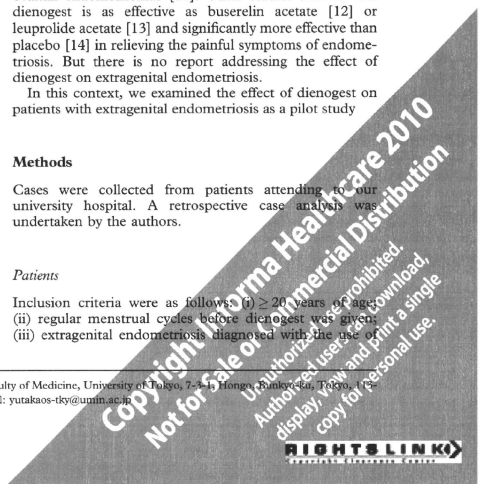 dienogest is as effective as buserelin acetate [12] or
leuprolide acetate [13] and significantly more effective than
placebo [14] in relieving the painful symptoms of endome-
triosis. But there is no report addressing the effect of
dienogest on extragenital endometriosis.
In this context, we examined the effect of dienogest on
patients with extragenital endometriosis as a pilot study
Methods
Cases were collected from patients attending to our
university hospital. A retrospective case analysis was
undertaken by the authors.
Patients
Inclusion criteria were as follows: (i) ≥ 20 years of age;
(ii) regular menstrual cycles before dienogest was given;
(iii) extragenital endometriosis diagnosed with the use of
ulty of Medicine, University of Tokyo, 7-3-1, Hongo, Bunkyo-ku, Tokyo, 113-
l: yutakaos-tky@umin.ac.jp
Copyright Informa Healthcare 2010
Not for Sale or Commercial Distribution
Unauthorized use prohibited.
Authorized users can download,
display, view and print a single
copy for personal use.
RIGHTSLINK
Copyright Clearance Center